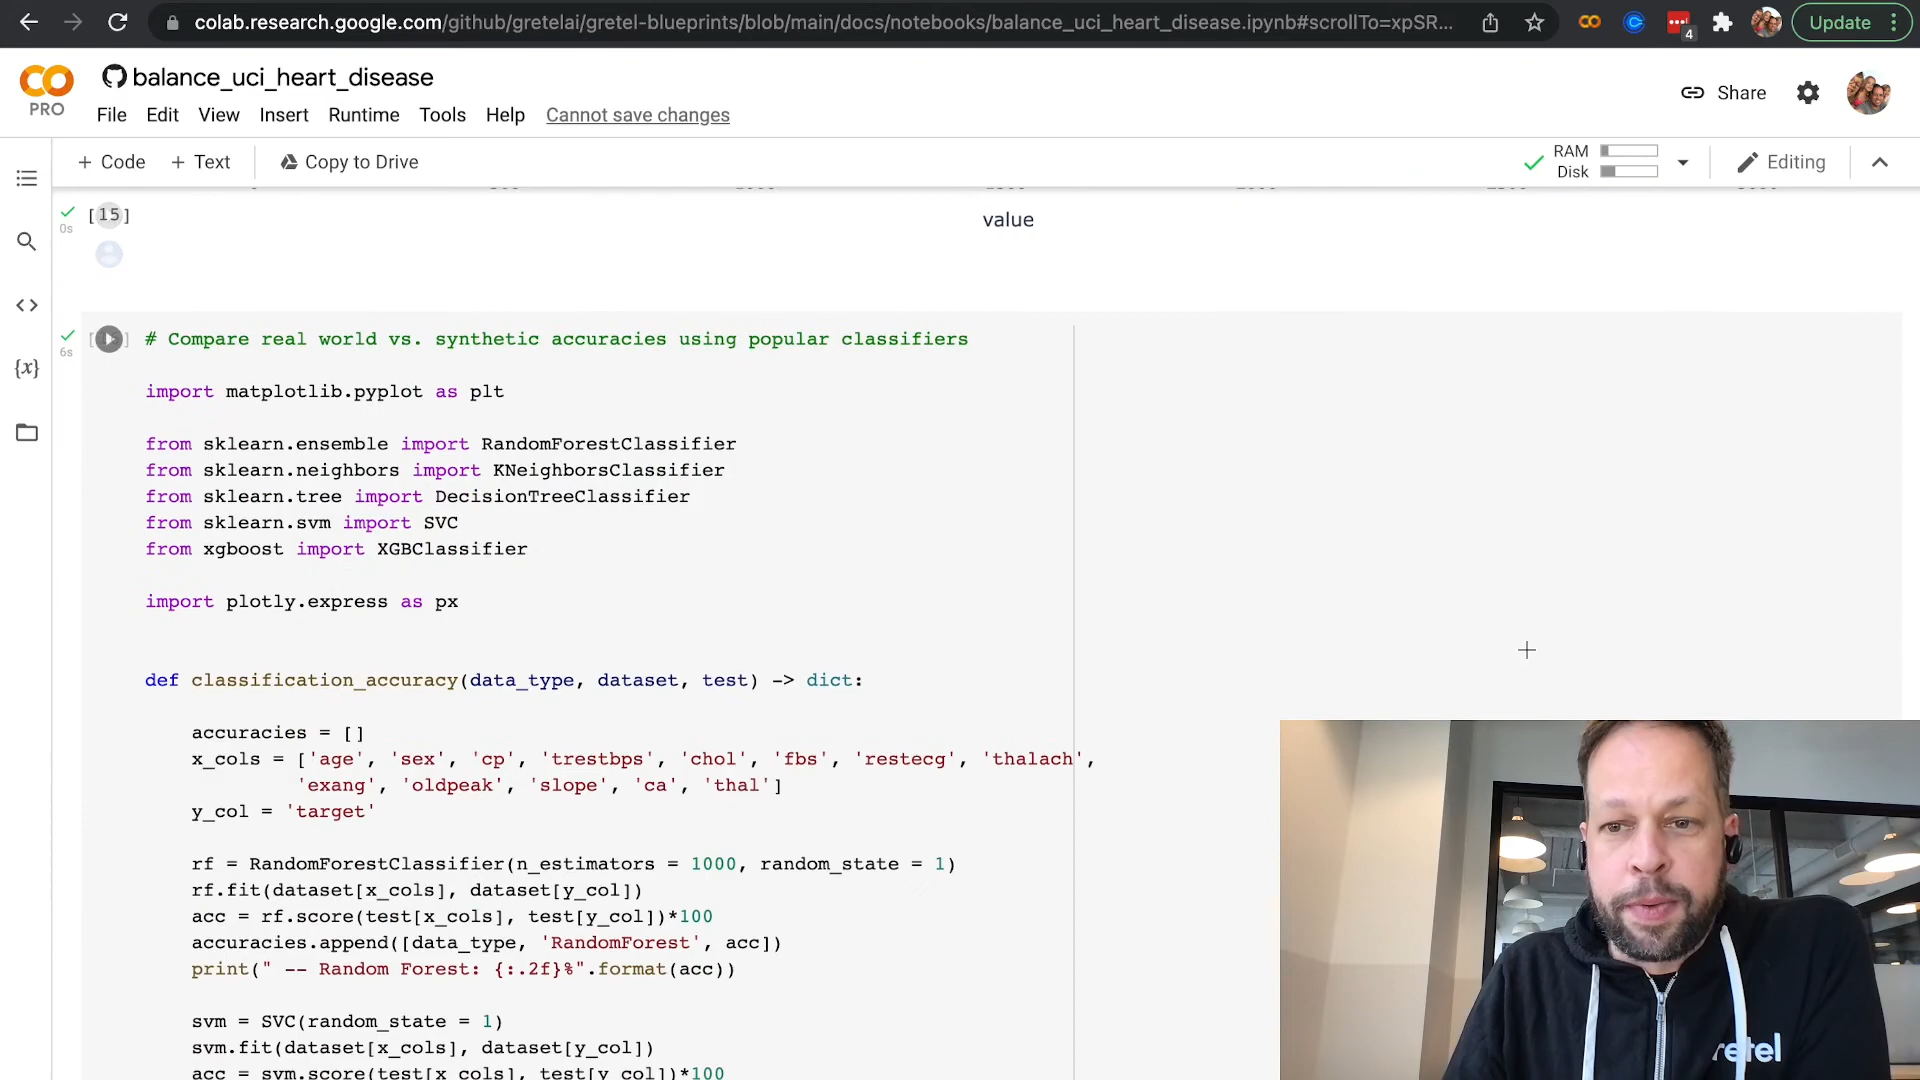 colab.research.google.com/github/gretelai/gretel-blueprints/blob/main/docs/notebooks/balance_uci_heart_disease.ipynb#scrollTo=xpSR...
4
Update
PRO
balance_uci_heart_disease
File Edit View Insert Runtime Tools Help Cannot save changes
Share
+ Code + Text Copy to Drive
RAM
Disk
Editing
[15]
0s
value
6s
# Compare real world vs. synthetic accuracies using popular classifiers
import matplotlib.pyplot as plt
from sklearn.ensemble import RandomForestClassifier
from sklearn.neighbors import KNeighborsClassifier
from sklearn.tree import DecisionTreeClassifier
from sklearn.svm import SVC
from xgboost import XGBClassifier
import plotly.express as px
def classification_accuracy(data_type, dataset, test) -> dict:
accuracies = []
x_cols = ['age', 'sex', 'cp', 'trestbps', 'chol', 'fbs', 'restecg', 'thalach',
'exang', 'oldpeak', 'slope', 'ca', 'thal']
y_col = 'target'
rf = RandomForestClassifier(n_estimators = 1000, random_state = 1)
rf.fit(dataset[x_cols], dataset[y_col])
acc = rf.score(test[x_cols], test[y_col])*100
accuracies.append([data_type, 'RandomForest', acc])
print(" -- Random Forest: {:.2f}%".format(acc))
svm = SVC(random_state = 1)
svm.fit(dataset[x_cols], dataset[y_col])
acc = svm.score(test[x_cols], test[y_col])*100
retel